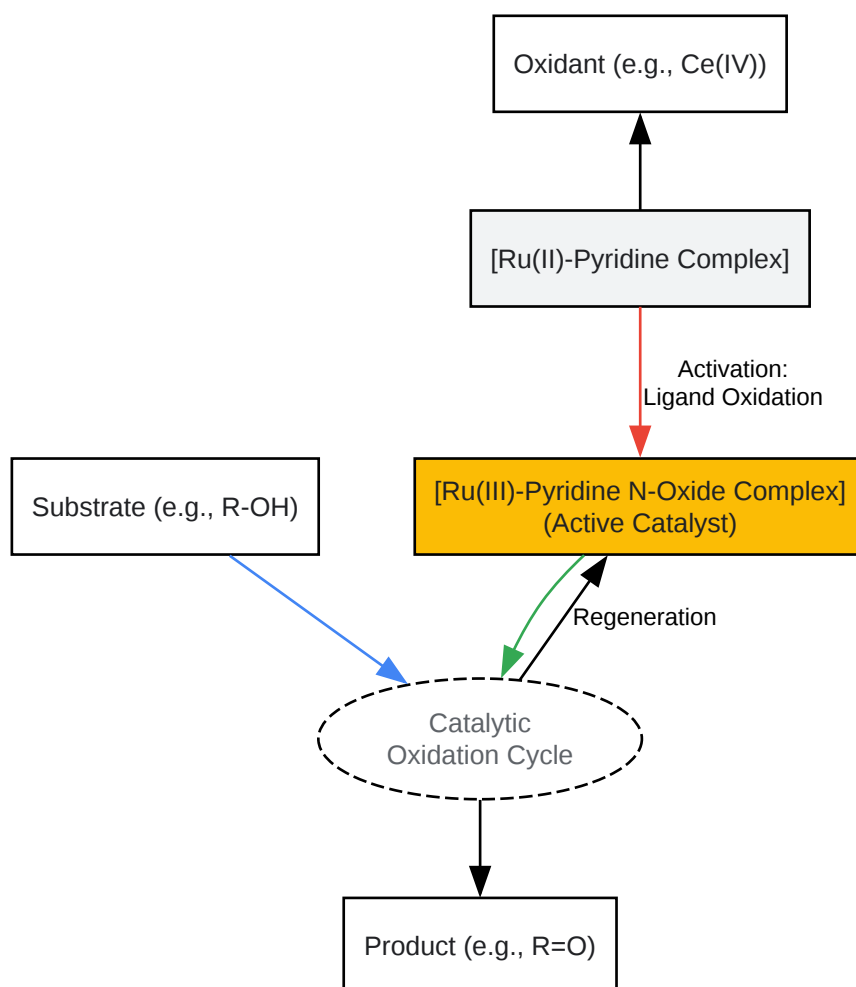 Oxidant (e.g., Ce(IV))
[Ru(II)-Pyridine Complex]
Activation:
Ligand Oxidation
Substrate (e.g., R-OH)
[Ru(III)-Pyridine N-Oxide Complex]
(Active Catalyst)
Regeneration
Catalytic
Oxidation Cycle
Product (e.g., R=O)